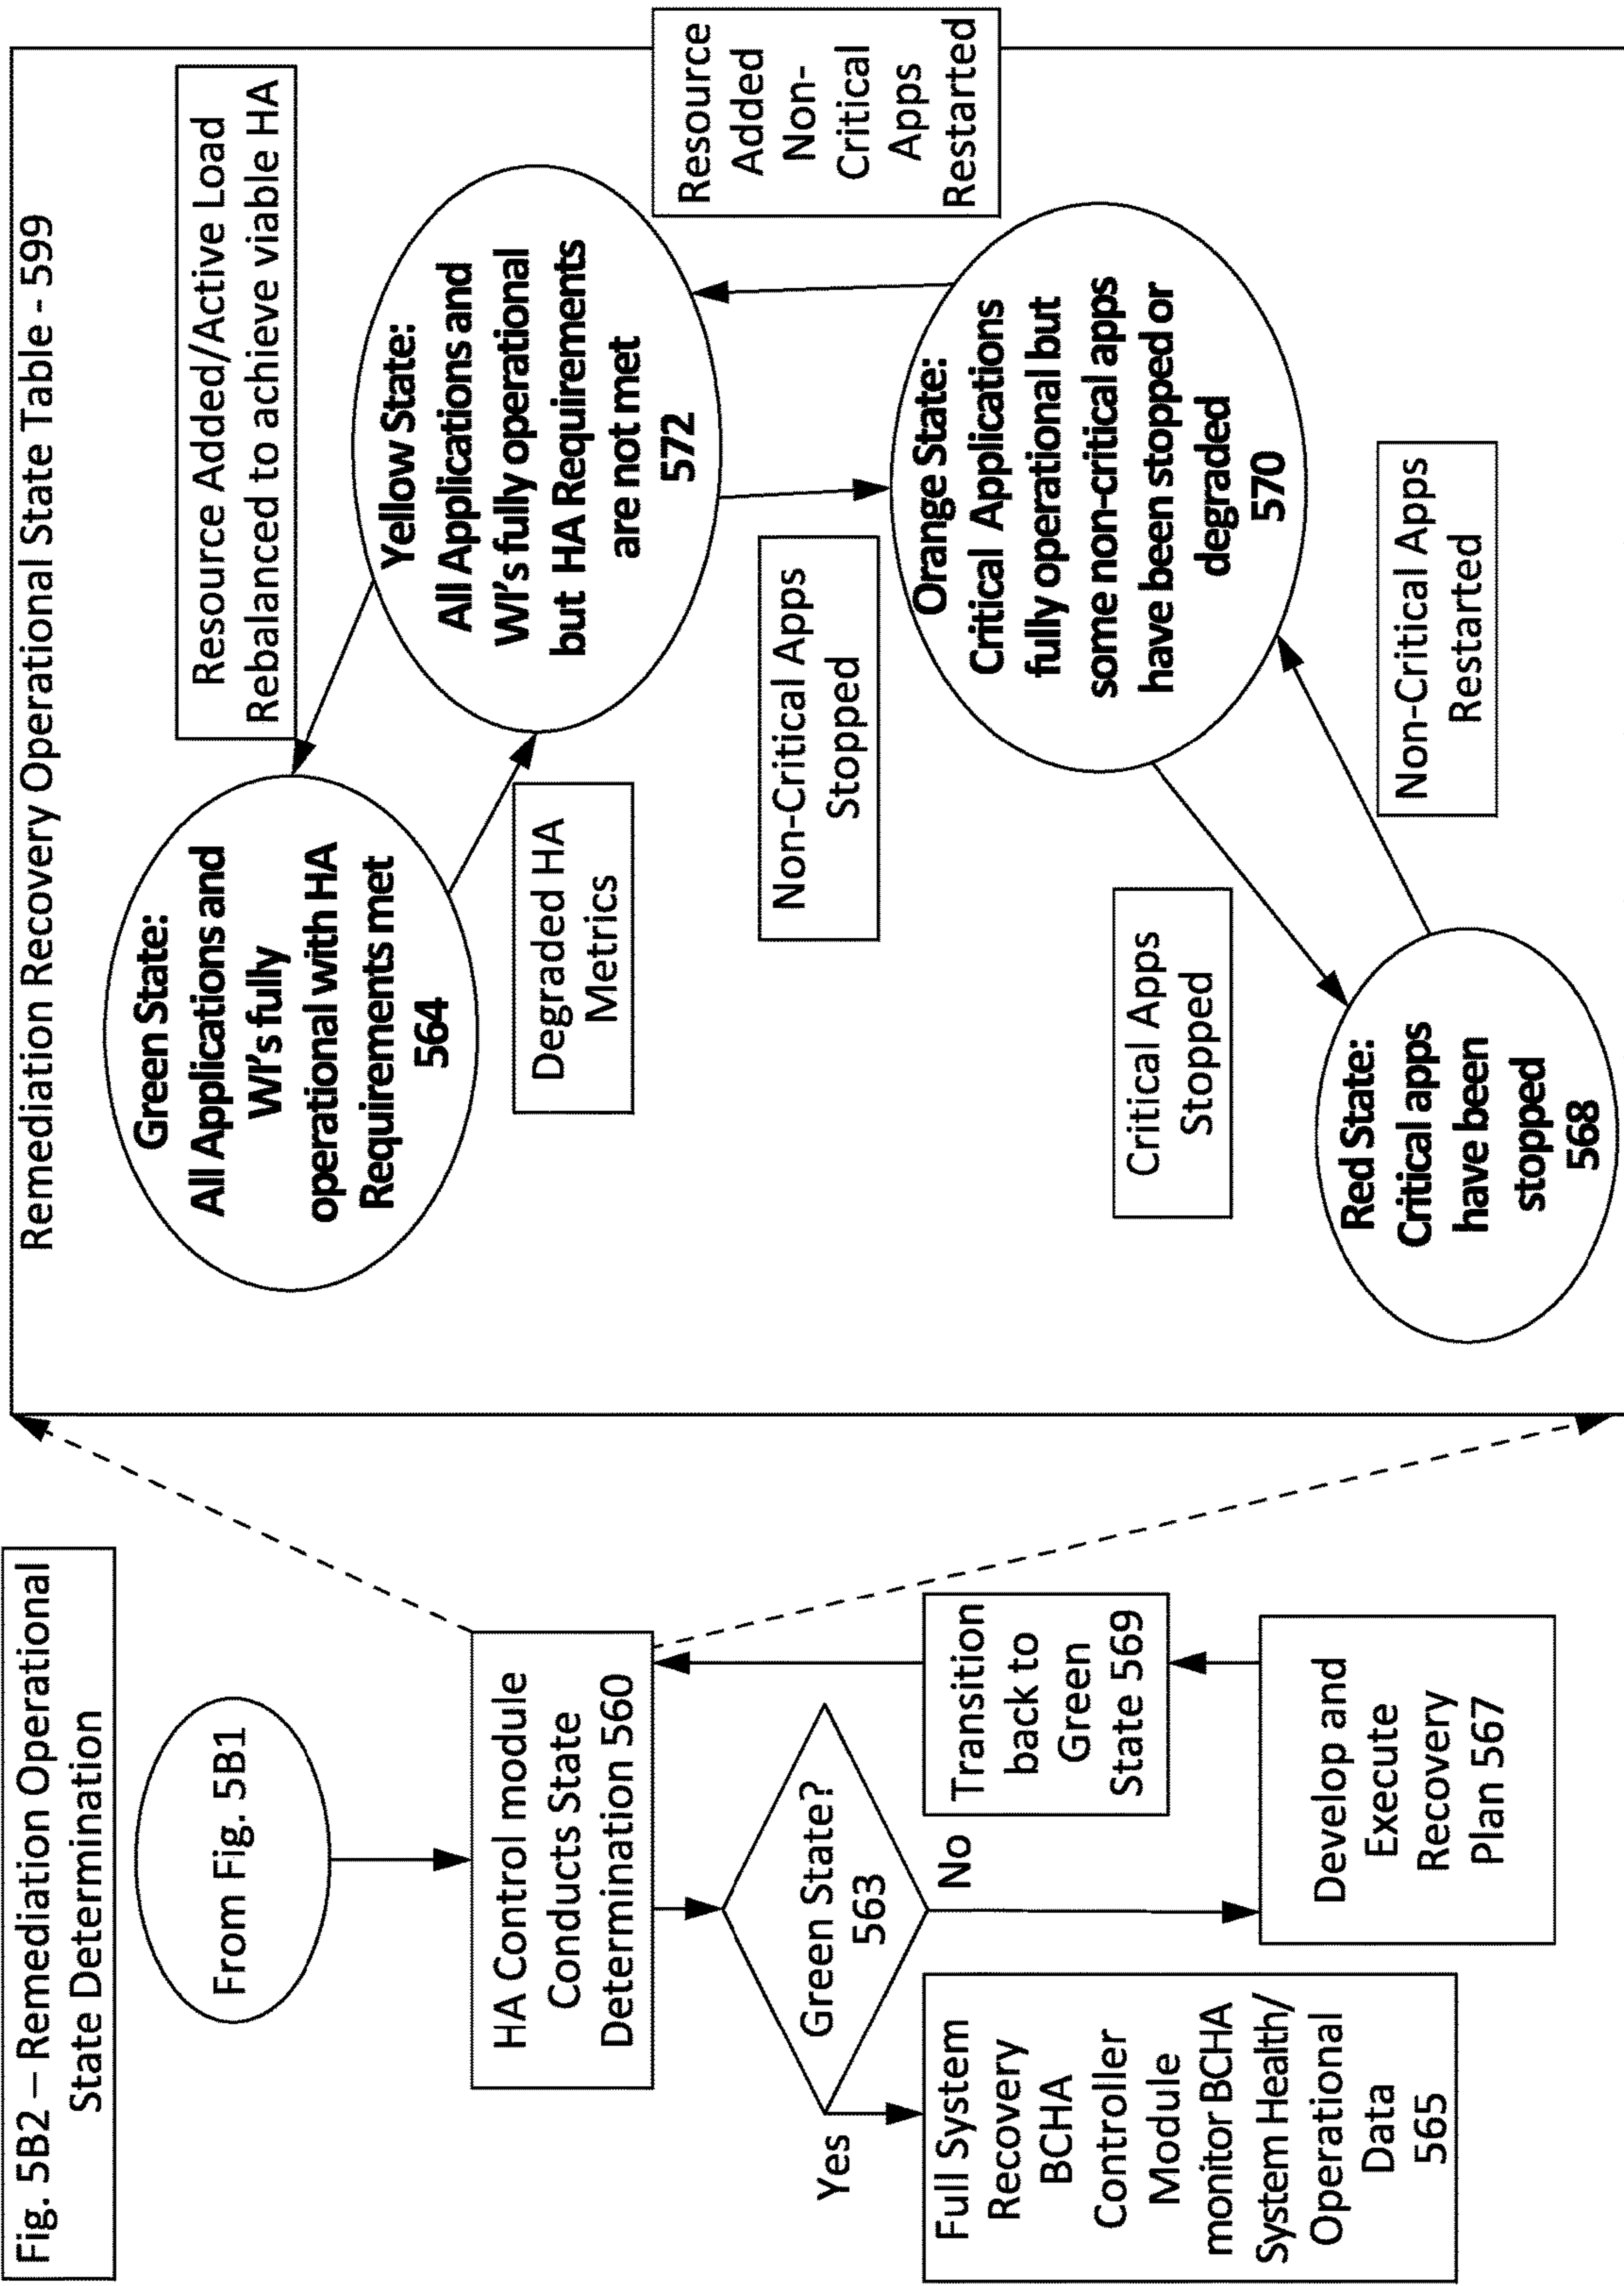 Fig. 5B2 – Remediation Operational
State Determination
From Fig. 5B1
HA Control module
Conducts State
Determination 560
Green State?
563
Yes
No
Full System
Recovery
BCHA
Controller
Module
monitor BCHA
System Health/
Operational
Data
565
Transition
back to
Green
State 569
Develop and
Execute
Recovery
Plan 567
Remediation Recovery Operational State Table - 599
Green State:
All Applications and
WI's fully
operational with HA
Requirements met
564
Resource Added/Active Load
Rebalanced to achieve viable HA
Degraded HA
Metrics
Yellow State:
All Applications and
WI's fully operational
but HA Requirements
are not met
572
Non-Critical Apps
Stopped
Resource
Added
Non-
Critical
Apps
Restarted
Orange State:
Critical Applications
fully operational but
some non-critical apps
have been stopped or
degraded
570
Critical Apps
Stopped
Non-Critical Apps
Restarted
Red State:
Critical apps
have been
stopped
568